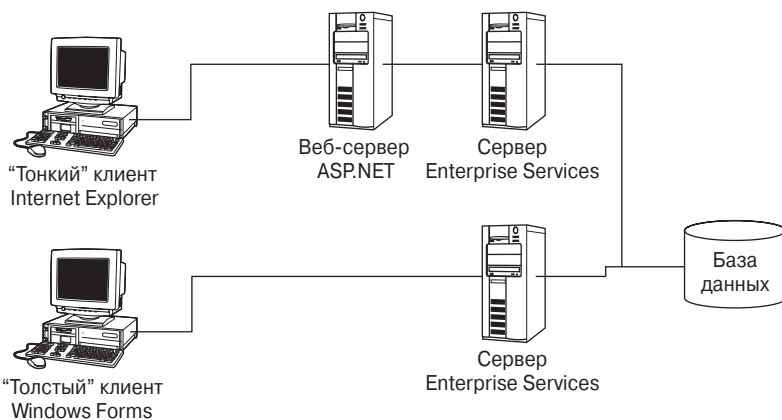 “Тонкий” клиент
Internet Explorer
Веб-сервер
ASP.NET
Сервер
Enterprise Services
База
данных
“Толстый” клиент
Windows Forms
Сервер
Enterprise Services